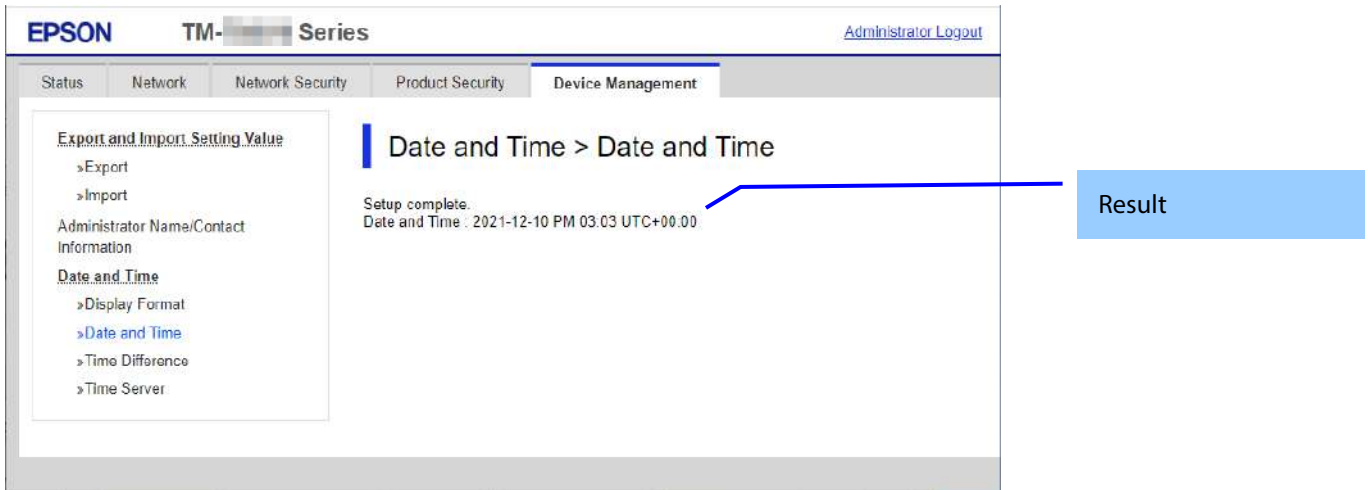 EPSON TM- Series Administrator Logout
Status Network Network Security Product Security Device Management
Export and Import Setting Value
»Export
»Import
Administrator Name/Contact
Information
Date and Time
»Display Format
»Date and Time
»Time Difference
»Time Server
Date and Time > Date and Time
Setup complete.
Date and Time : 2021-12-10 PM 03.03 UTC+00.00
Result